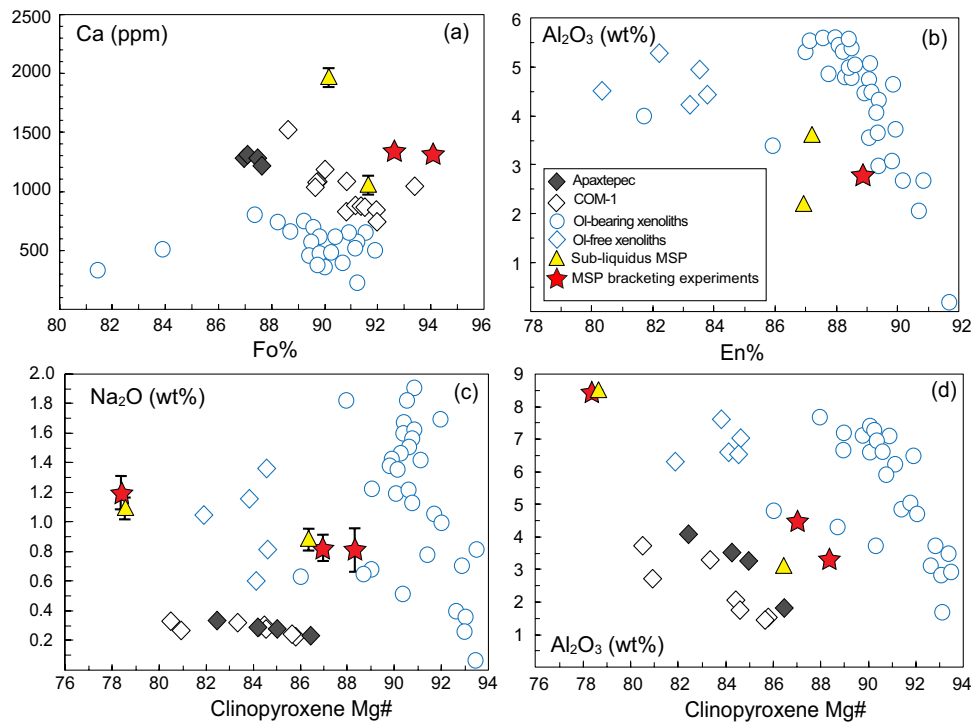 2500
2000
1500
1000
500
Ca (ppm)
(a)
80 82 84 86 88 90 92 94 96
Fo%
6
5
4
3
2
1
Al₂O₃ (wt%)
(b)
Apaxtepec
COM-1
Ol-bearing xenoliths
Ol-free xenoliths
Sub-liquidus MSP
MSP bracketing experiments
78 80 82 84 86 88 90 92
En%
2.0
1.8
1.6
1.4
1.2
1.0
0.8
0.6
0.4
0.2
Na₂O (wt%)
(c)
76 78 80 82 84 86 88 90 92 94
Clinopyroxene Mg#
9
8
7
6
5
4
3
2
1
(d)
Al₂O₃ (wt%)
76 78 80 82 84 86 88 90 92 94
Clinopyroxene Mg#